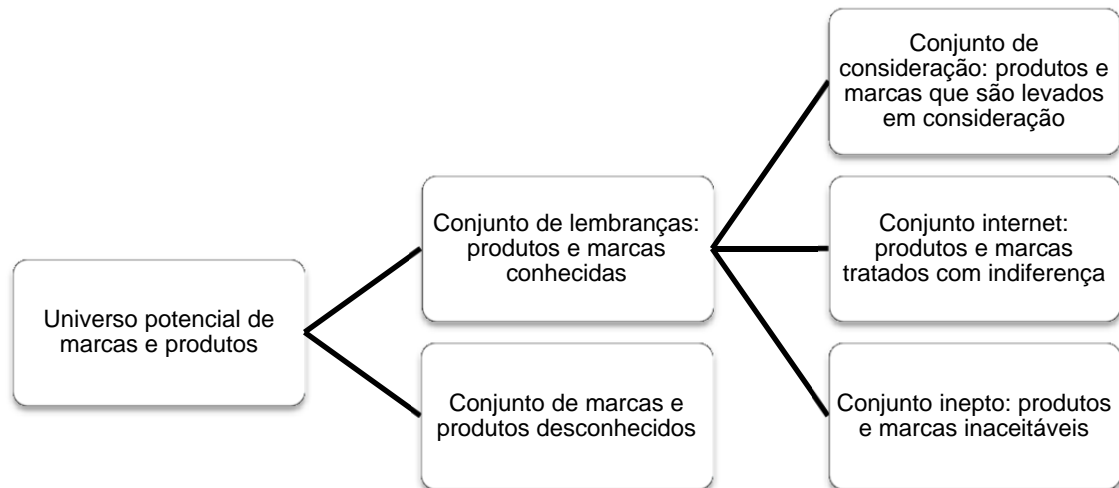 Universo potencial de
marcas e produtos
Conjunto de lembranças:
produtos e marcas
conhecidas
Conjunto de marcas e
produtos desconhecidos
Conjunto de
consideração: produtos e
marcas que são levados
em consideração
Conjunto internet:
produtos e marcas
tratados com indiferença
Conjunto inepto: produtos
e marcas inaceitáveis